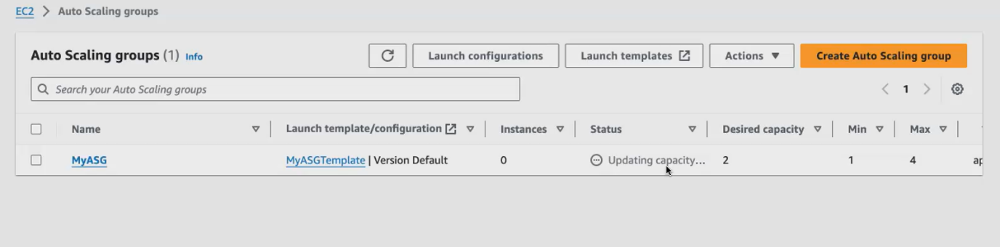 EC2 > Auto Scaling groups
Auto Scaling groups (1) Info Launch configurations Launch templates Actions Create Auto Scaling group
Search your Auto Scaling groups 1
Name Launch template/configuration Instances Status Desired capacity Min Max
MyASG MyASGTemplate | Version Default 0 Updating capacity... 2 1 4 ap